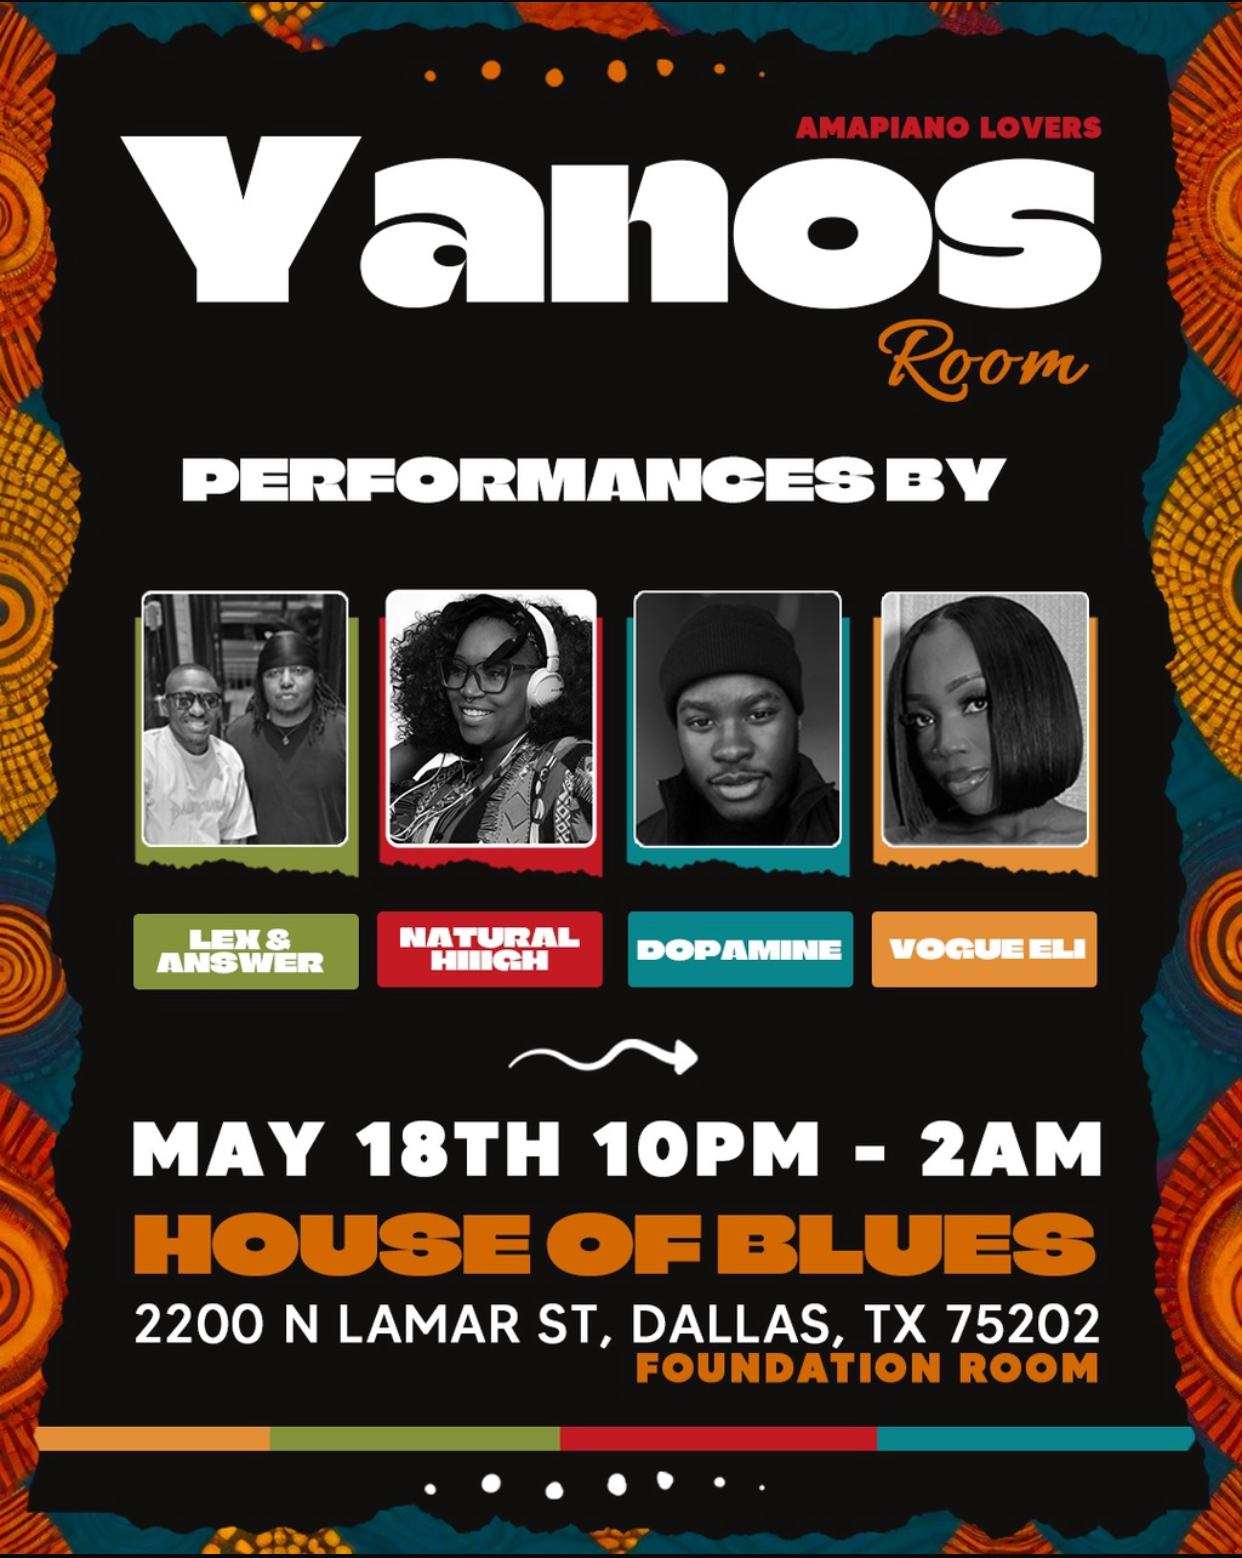 AMAPIANO LOVERS
Yanos
Room
PERFORMANCES BY
LEX &
ANSWER
NATURAL
HIIIGH
DOPAMINE
VOGUE ELI
MAY 18TH 10PM - 2AM
HOUSE OF BLUES
2200 N LAMAR ST, DALLAS, TX 75202
FOUNDATION ROOM